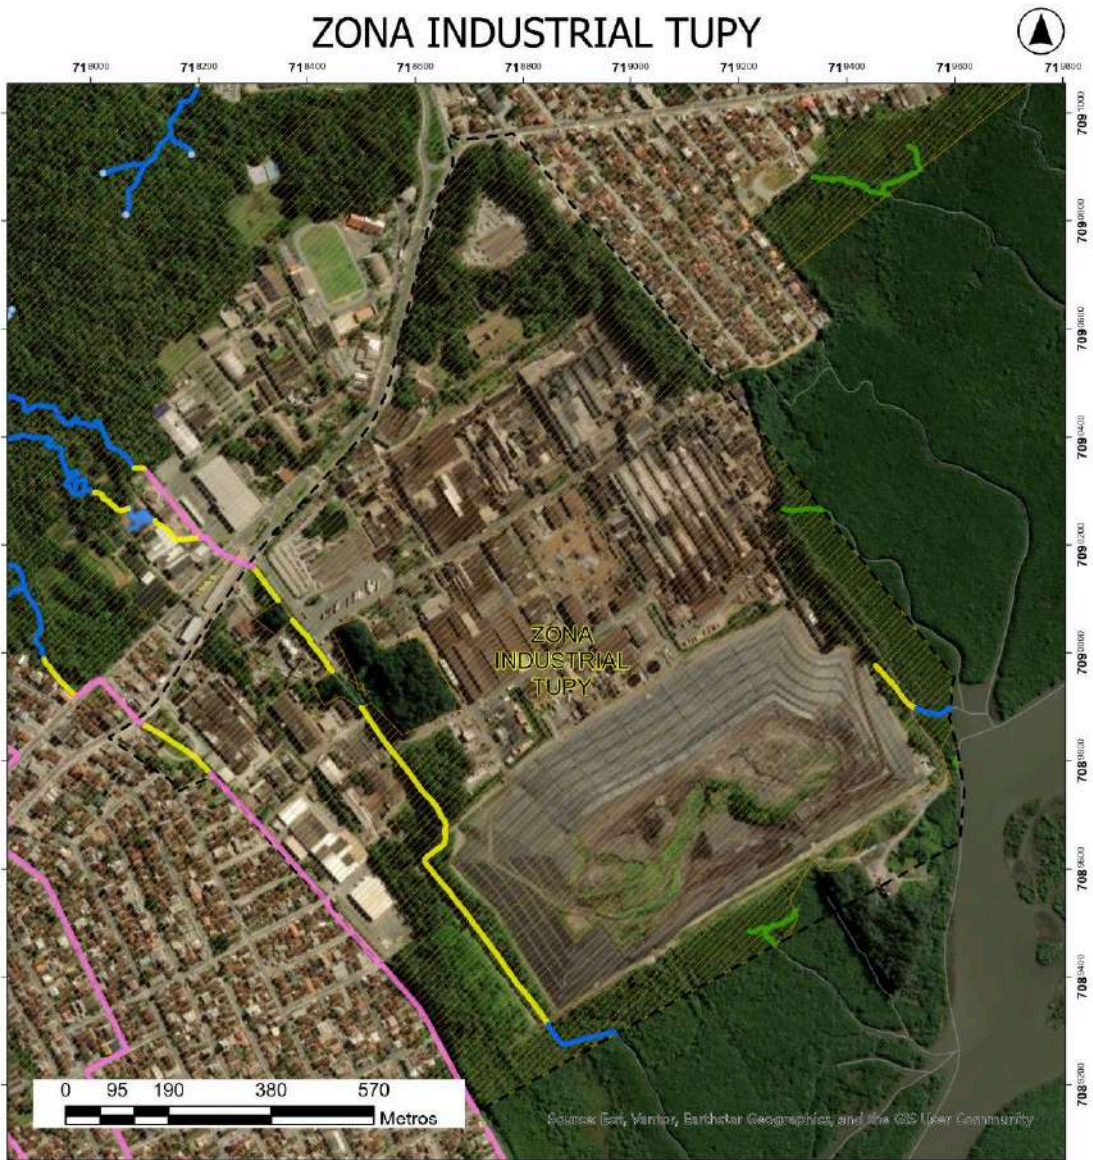 ZONA INDUSTRIAL TUPY
718000 718200 718400 718600 718800 719000 719200 719400 719600 719800
7091000
7090800
7090600
7090400
7090200
7090000
7089800
7089600
7089400
7089200
ZONA
INDUSTRIAL
TUPY
0 95 190 380 570
Metros
Source: Esri, Vantor, Earthstar Geographics, and the GIS User Community